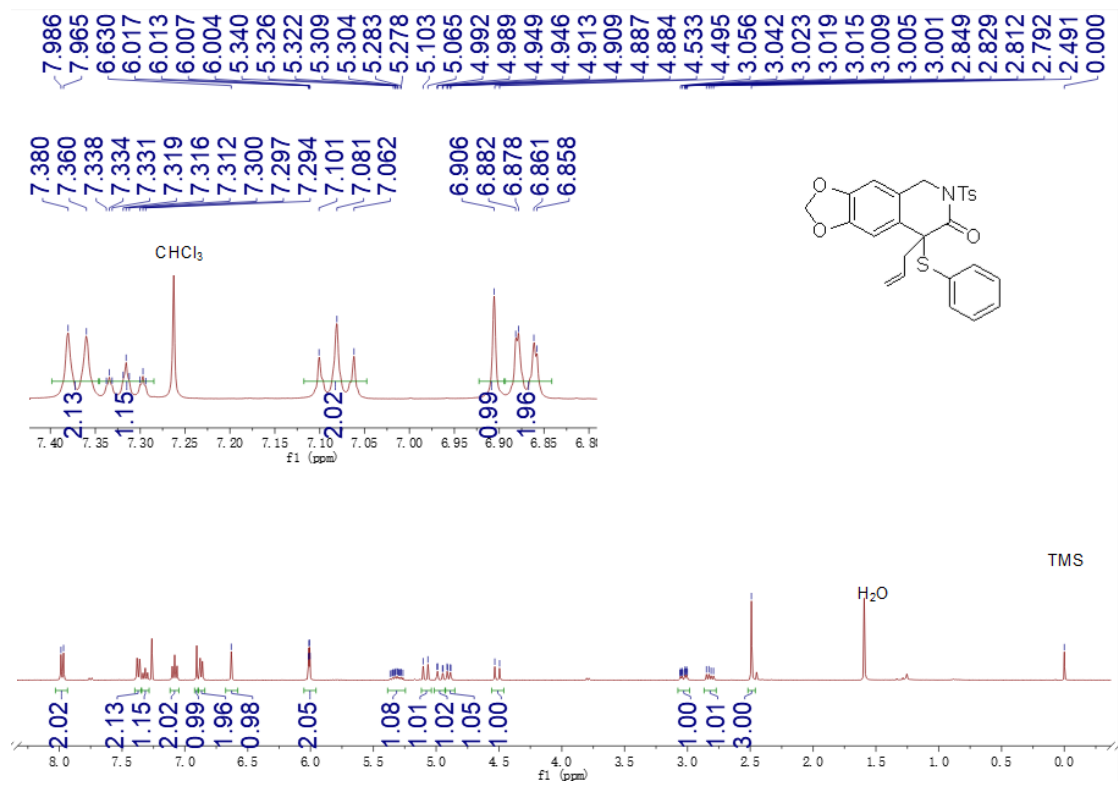 7.986 7.965 6.630 6.017 6.013 6.007 6.004 5.340 5.326 5.322 5.309 5.304 5.283 5.278 5.103 5.065 4.992 4.989 4.949 4.946 4.913 4.909 4.887 4.884 4.533 4.495 3.056 3.042 3.023 3.019 3.015 3.009 3.005 3.001 2.849 2.829 2.812 2.792 2.491 0.000
7.380 7.360 7.338 7.334 7.331 7.319 7.316 7.312 7.300 7.297 7.294 7.101 7.081 7.062 6.906 6.882 6.878 6.861 6.858
O
O
NTs
O
S
CHCl3
2.13 1.15 2.02 0.99 1.96
7.40 7.35 7.30 7.25 7.20 7.15 7.10 7.05 7.00 6.95 6.90 6.85 6.80
f1 (ppm)
TMS
H2O
2.02 2.13 1.15 2.02 0.99 1.96 0.98 2.05 1.08 1.01 1.02 1.05 1.00 1.00 1.01 3.00
8.0 7.5 7.0 6.5 6.0 5.5 5.0 4.5 4.0 3.5 3.0 2.5 2.0 1.5 1.0 0.5 0.0
f1 (ppm)